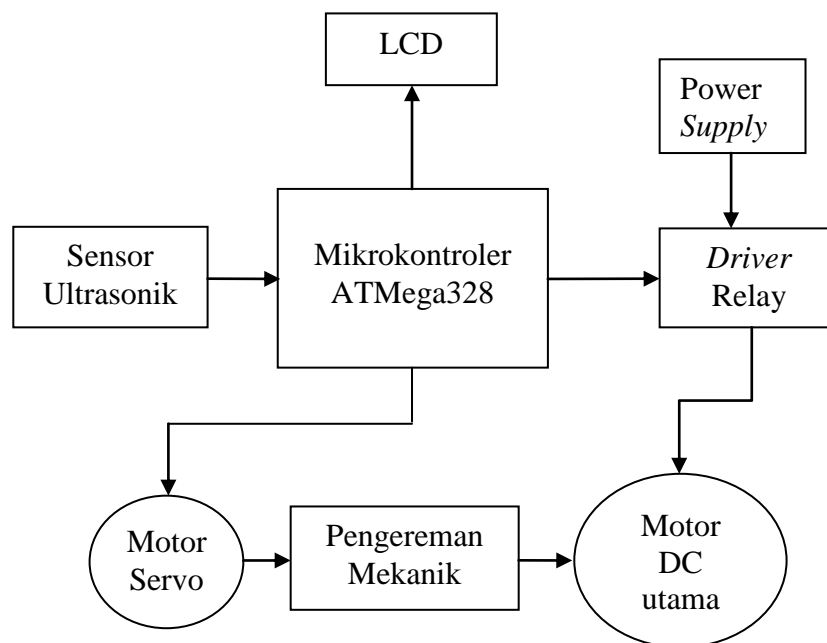 LCD
Power
Supply
Sensor
Ultrasonik
Mikrokontroler
ATMega328
Driver
Relay
Motor
Servo
Pengereman
Mekanik
Motor
DC
utama